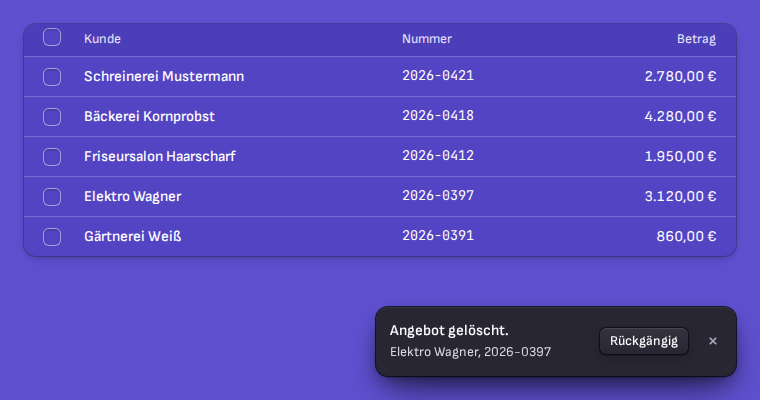 Kunde Nummer Betrag
Schreinerei Mustermann 2026-0421 2.780,00 €
Bäckerei Kornprobst 2026-0418 4.280,00 €
Friseursalon Haarscharf 2026-0412 1.950,00 €
Elektro Wagner 2026-0397 3.120,00 €
Gärtnerei Weiß 2026-0391 860,00 €
Angebot gelöscht.
Elektro Wagner, 2026-0397
Rückgängig